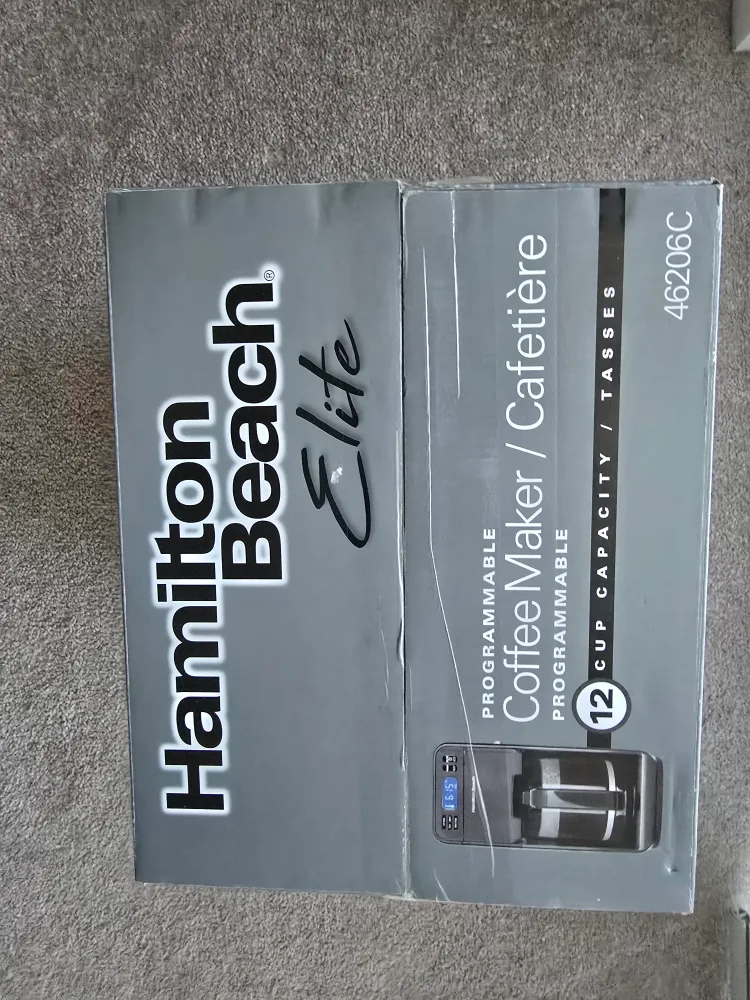 Hamilton
Beach®
Elite
PROGRAMMABLE
Coffee Maker / Cafetière
PROGRAMMABLE
12 CUP CAPACITY / TASSES
46206C